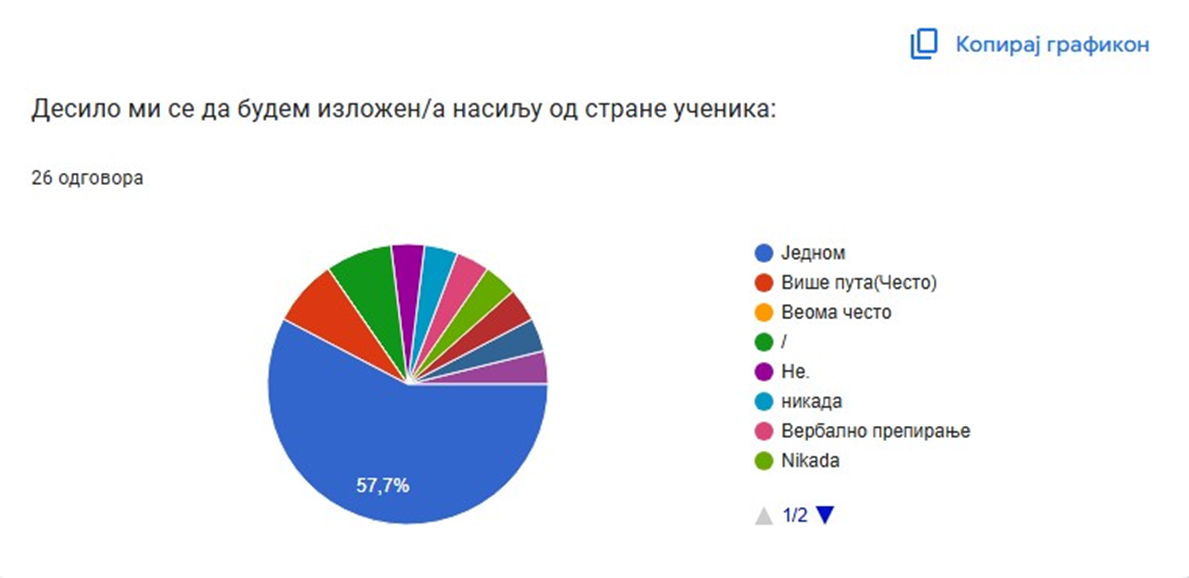 Копирај графикон
Десило ми се да будем изложен/а насиљу од стране ученика:
26 одговора
57,7%
Једном
Више пута(Често)
Веома често
/
Не.
никада
Вербално препирање
Nikada
1/2